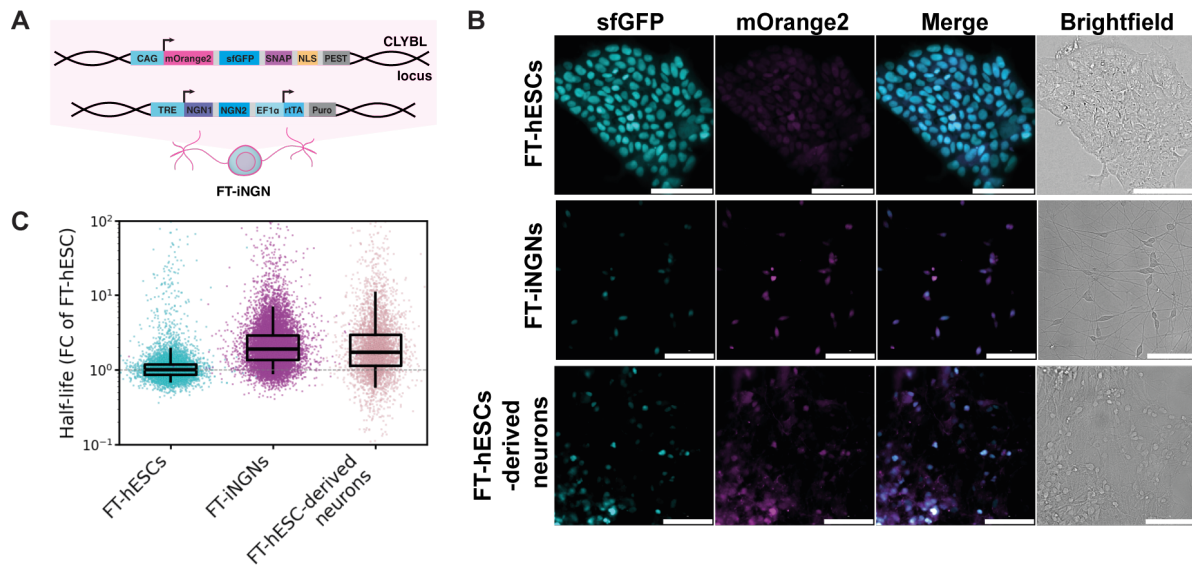 A
CLYBL
CAG mOrange2 sfGFP SNAP NLS PEST
locus
TRE NGN1 NGN2 EF1α rtTA Puro
FT-iNGN
B
sfGFP mOrange2 Merge Brightfield
FT-hESCs
FT-iNGNs
FT-hESCs
-derived
neurons
C
Half-life (FC of FT-hESC)
10²
10¹
10⁰
10⁻¹
FT-hESCs
FT-iNGNs
FT-hESC-derived
neurons